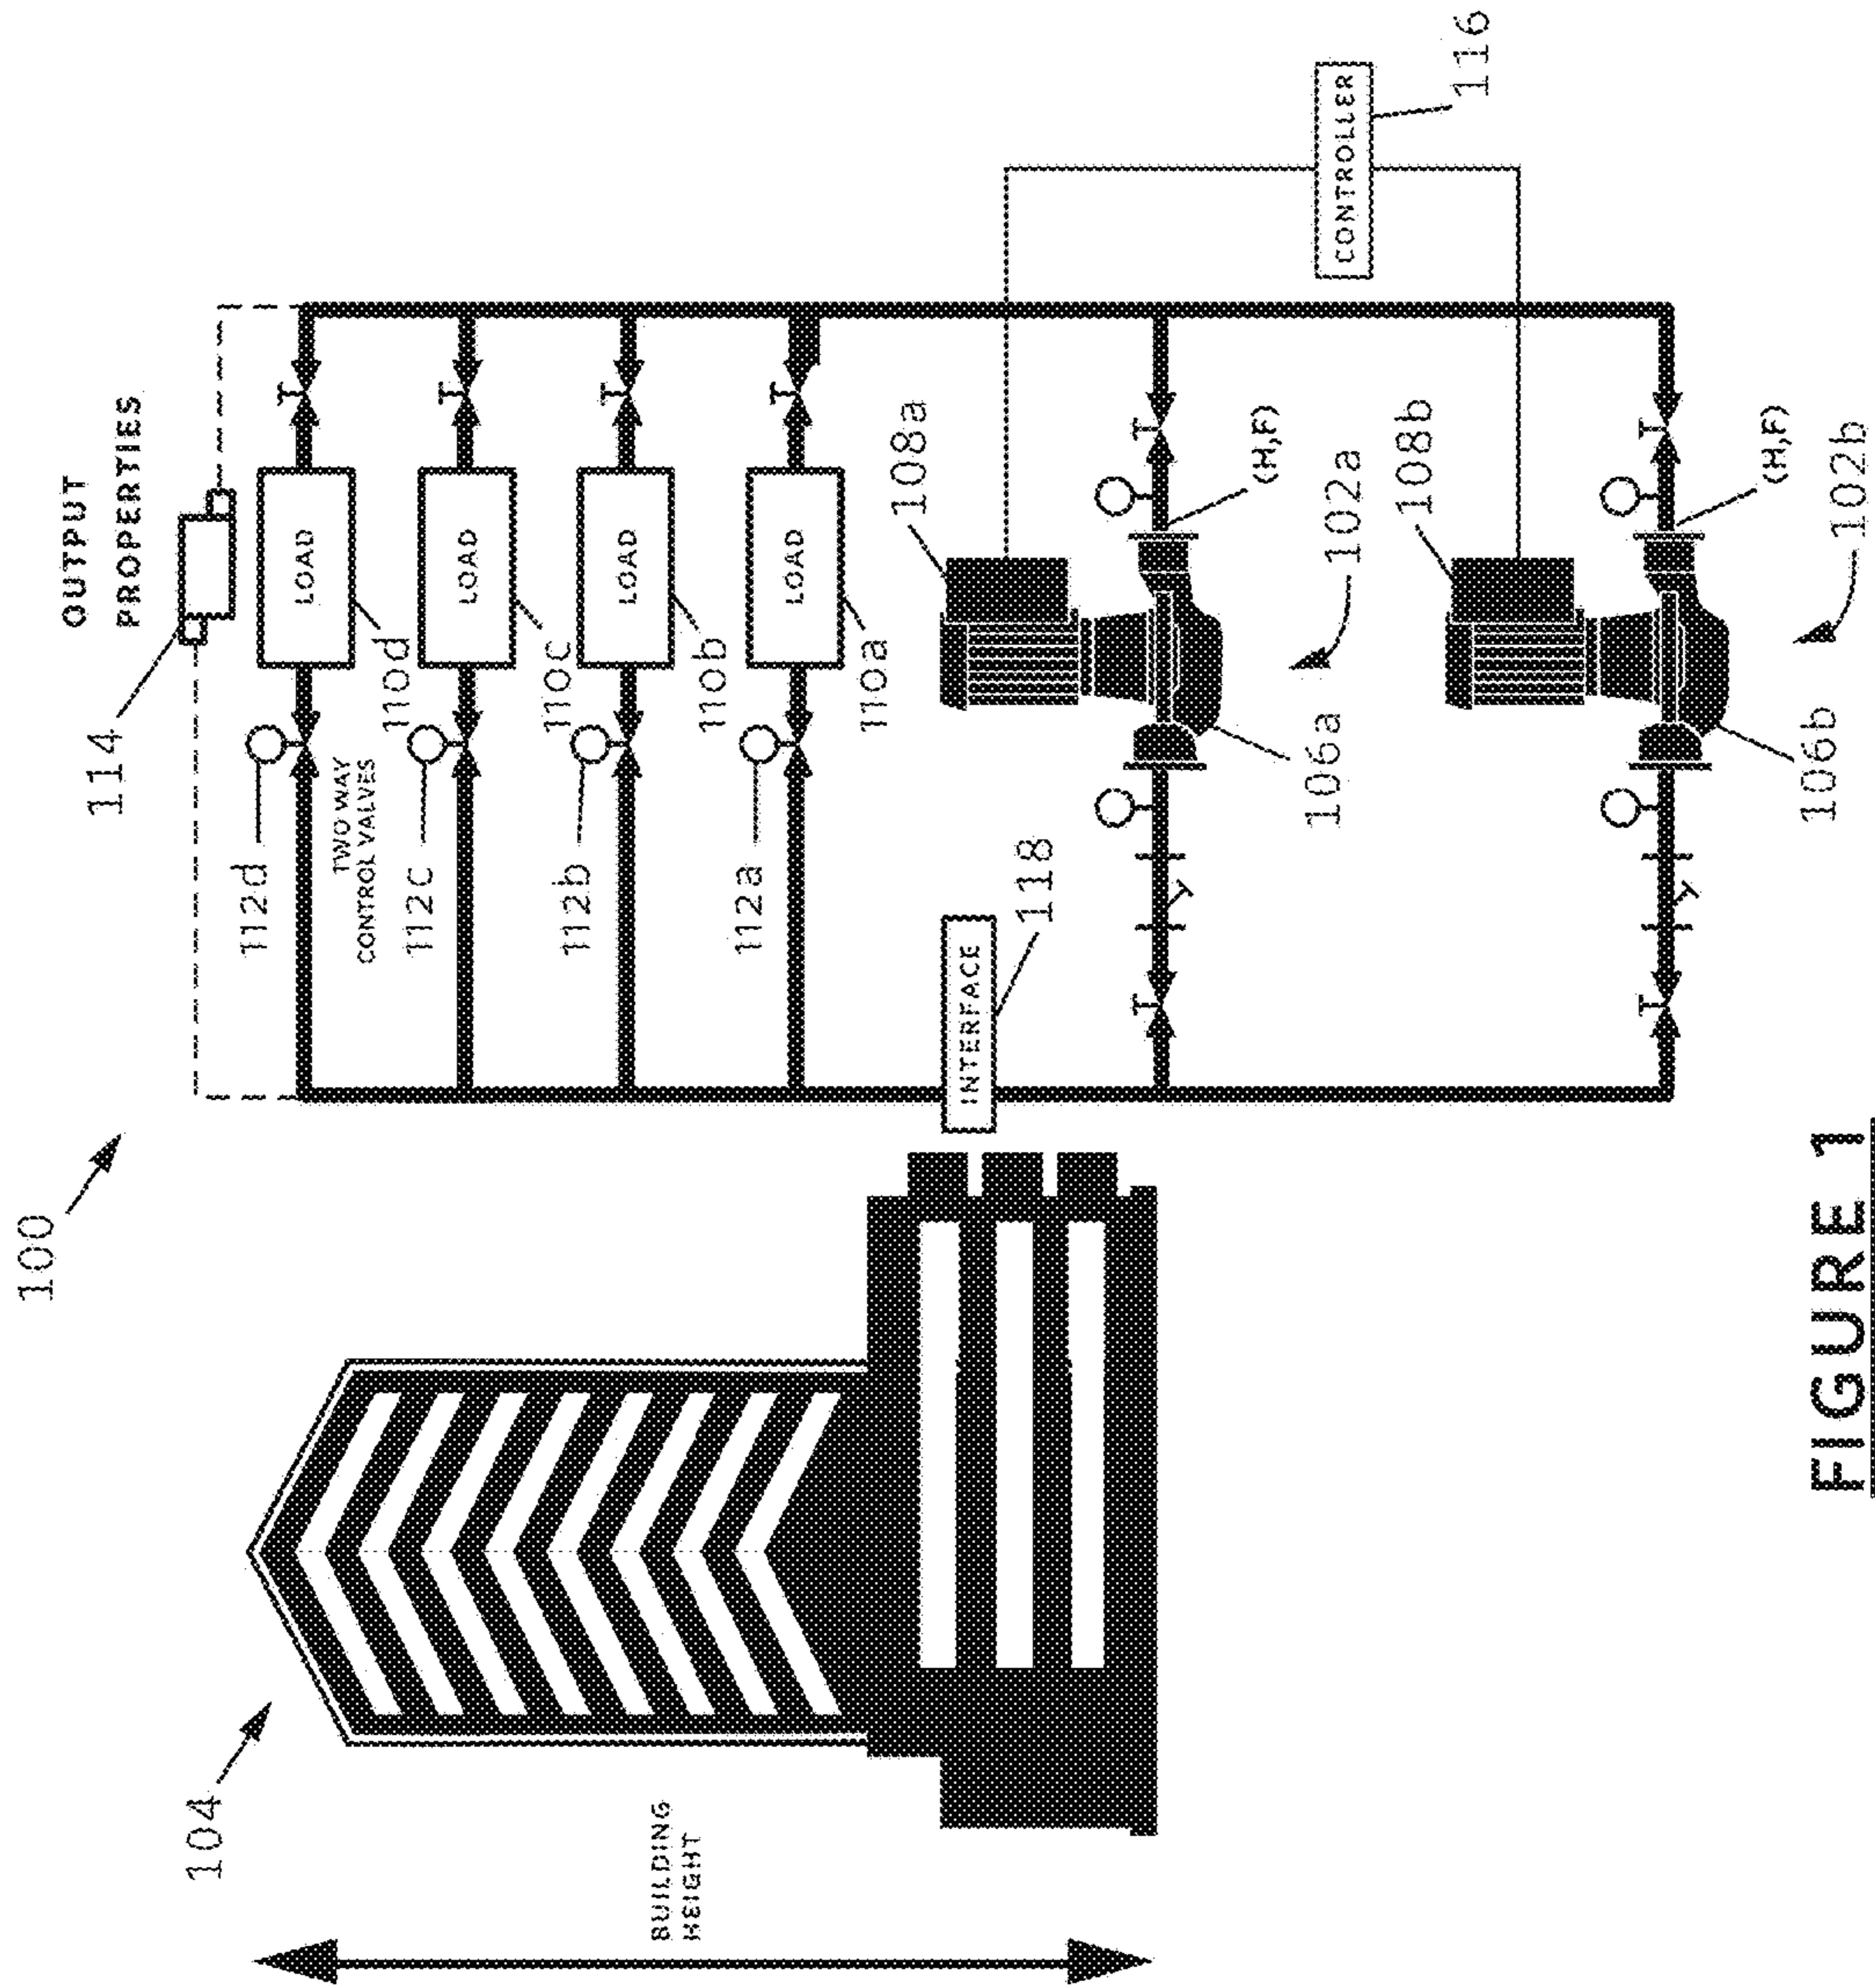 100
104
BUILDING
HEIGHT
114
OUTPUT
PROPERTIES
112d
TWO WAY
CONTROL VALVES
112c
112b
112a
LOAD
110d
LOAD
110c
LOAD
110b
LOAD
110a
INTERFACE
118
108a
(H,F)
102a
106a
108b
(H,F)
102b
106b
CONTROLLER
116
FIGURE 1